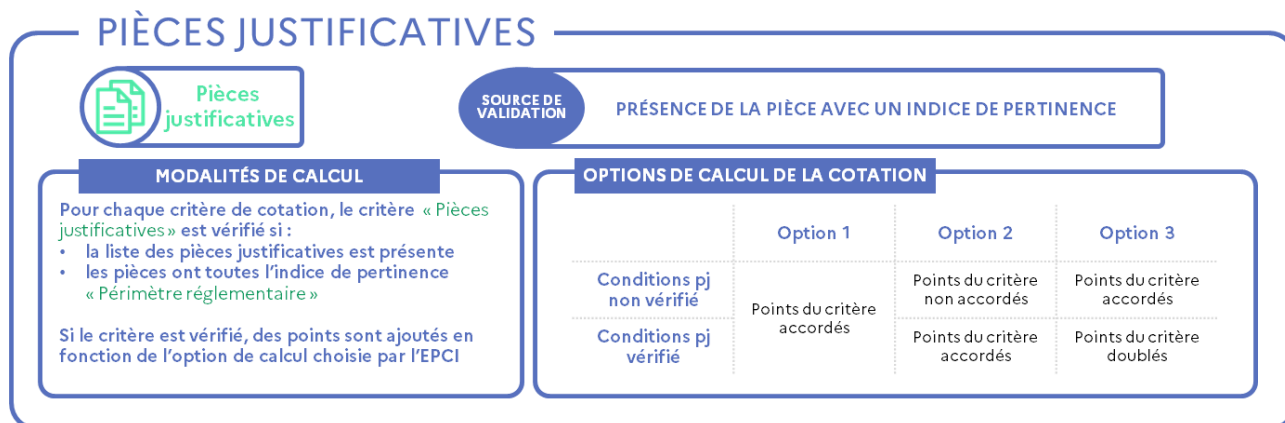 PIÈCES JUSTIFICATIVES
Pièces
justificatives
SOURCE DE
VALIDATION
PRÉSENCE DE LA PIÈCE AVEC UN INDICE DE PERTINENCE
MODALITÉS DE CALCUL
Pour chaque critère de cotation, le critère « Pièces
justificatives » est vérifié si :
• la liste des pièces justificatives est présente
• les pièces ont toutes l’indice de pertinence
« Périmètre réglementaire »
Si le critère est vérifié, des points sont ajoutés en
fonction de l’option de calcul choisie par l’EPCI
OPTIONS DE CALCUL DE LA COTATION
Option 1 Option 2 Option 3
Conditions pj
non vérifié
Points du critère
accordés
Points du critère
non accordés
Points du critère
accordés
Conditions pj
vérifié
Points du critère
accordés
Points du critère
doublés